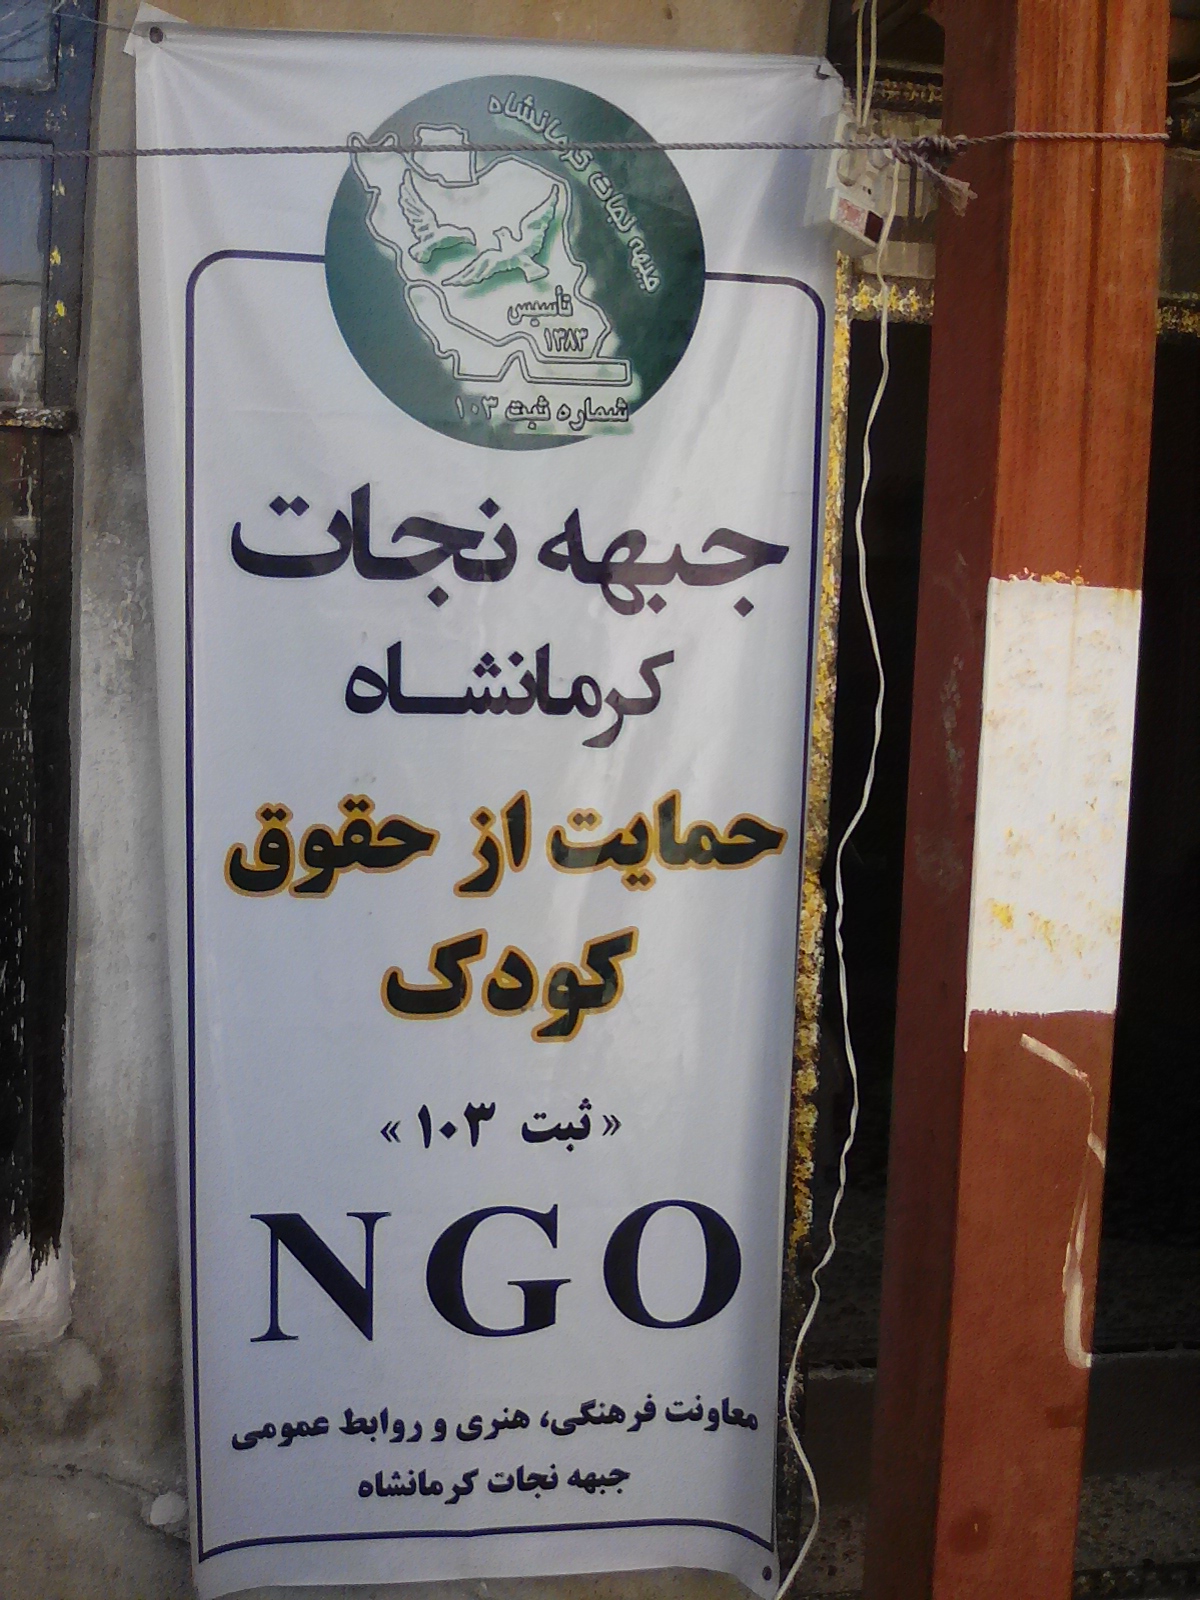 جبهه نجات کرمانشاه
تأسیس
۱۳۸۳
شماره ثبت ۱۰۳
جبهه نجات
کرمانشاه
حمایت از حقوق
کودک
« ثبت ۱۰۳ »
NGO
معاونت فرهنگی، هنری و روابط عمومی
جبهه نجات کرمانشاه